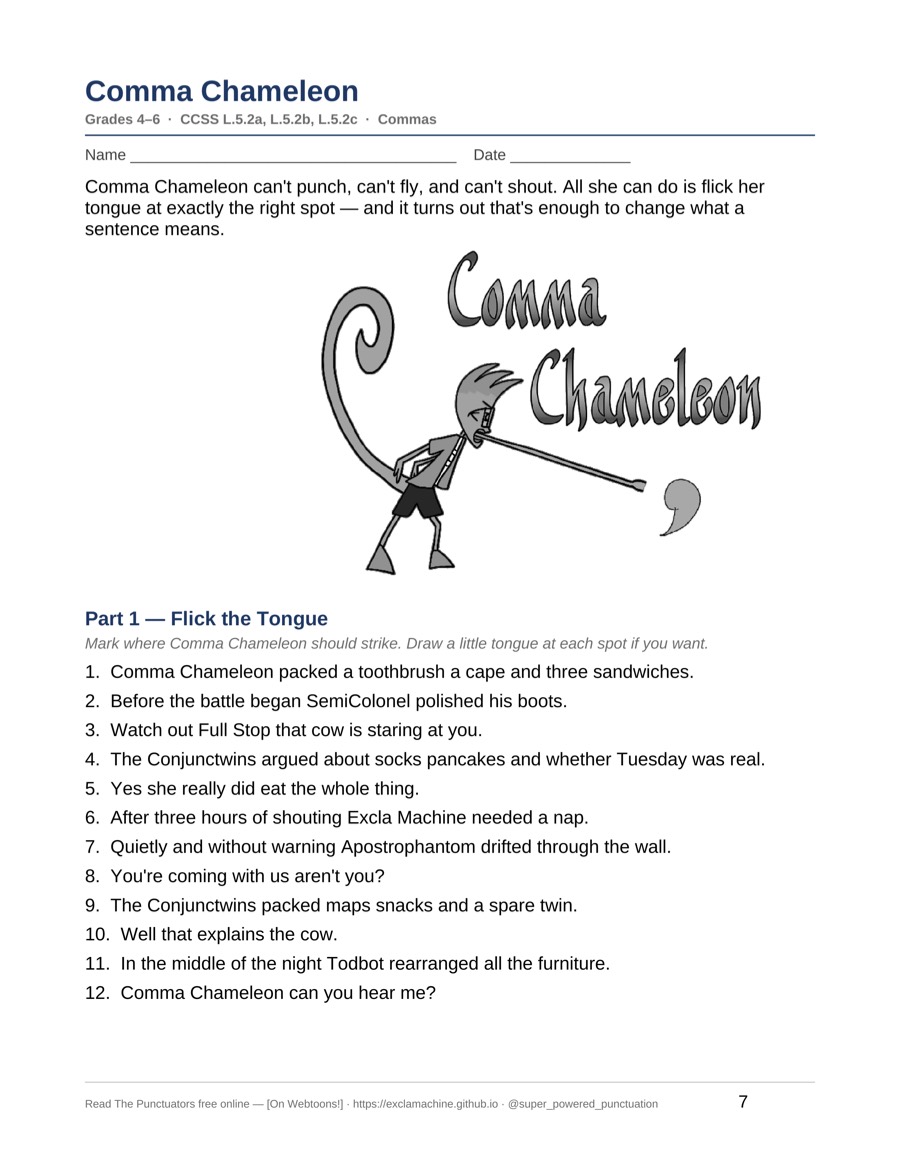 Comma Chameleon
Grades 4–6 · CCSS L.5.2a, L.5.2b, L.5.2c · Commas
Name ________________________________________ Date ______________
Comma Chameleon can't punch, can't fly, and can't shout. All she can do is flick her
tongue at exactly the right spot — and it turns out that's enough to change what a
sentence means.
Comma
Chameleon
,
Part 1 — Flick the Tongue
Mark where Comma Chameleon should strike. Draw a little tongue at each spot if you want.
1. Comma Chameleon packed a toothbrush a cape and three sandwiches.
2. Before the battle began SemiColonel polished his boots.
3. Watch out Full Stop that cow is staring at you.
4. The Conjunctwins argued about socks pancakes and whether Tuesday was real.
5. Yes she really did eat the whole thing.
6. After three hours of shouting Excla Machine needed a nap.
7. Quietly and without warning Apostrophantom drifted through the wall.
8. You're coming with us aren't you?
9. The Conjunctwins packed maps snacks and a spare twin.
10. Well that explains the cow.
11. In the middle of the night Todbot rearranged all the furniture.
12. Comma Chameleon can you hear me?
Read The Punctuators free online — [On Webtoons!] · https://exclamachine.github.io · @super_powered_punctuation 7